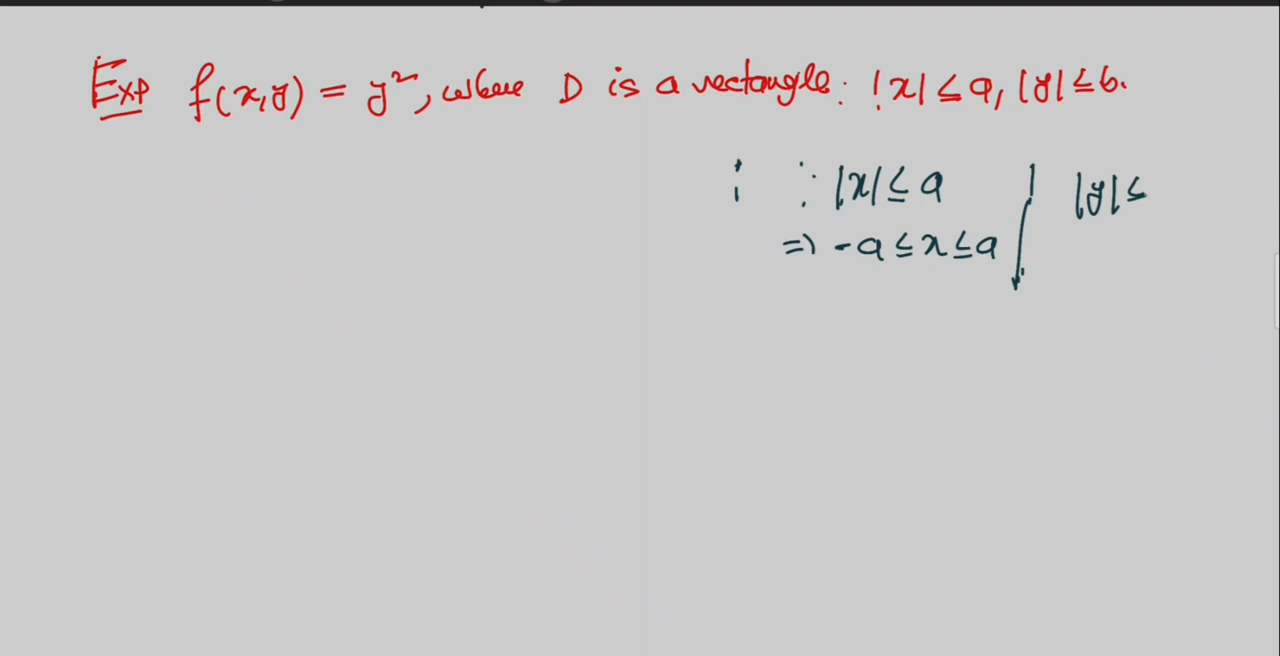 Exp f(x,y) = y², where D is a rectangle: |x| ≤ a, |y| ≤ b.
: ∵ |x| ≤ a | |y| ≤
⇒ -a ≤ x ≤ a